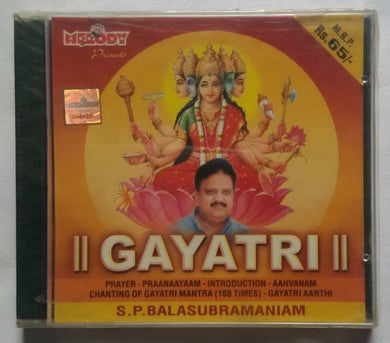 MELODY
Presents
M.R.P.
Rs. 65/-
|| GAYATRI ||
PRAYER - PRAANAAYAAM - INTRODUCTION - AAHVANAM
CHANTING OF GAYATRI MANTRA (108 TIMES) - GAYATRI AARTHI
S.P.BALASUBRAMANIAM